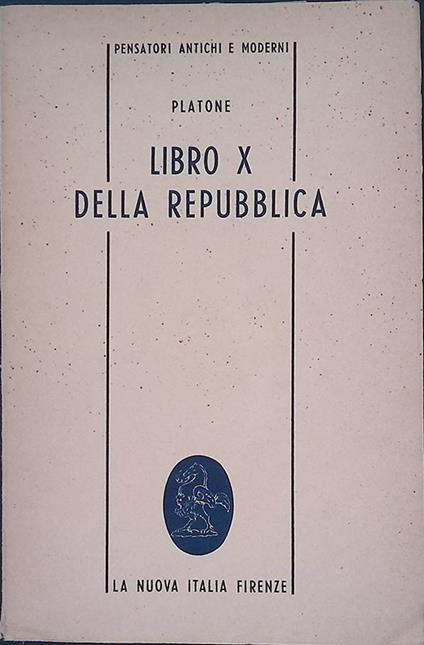 PENSATORI ANTICHI E MODERNI
PLATONE
LIBRO X
DELLA REPUBBLICA
LA NUOVA ITALIA FIRENZE